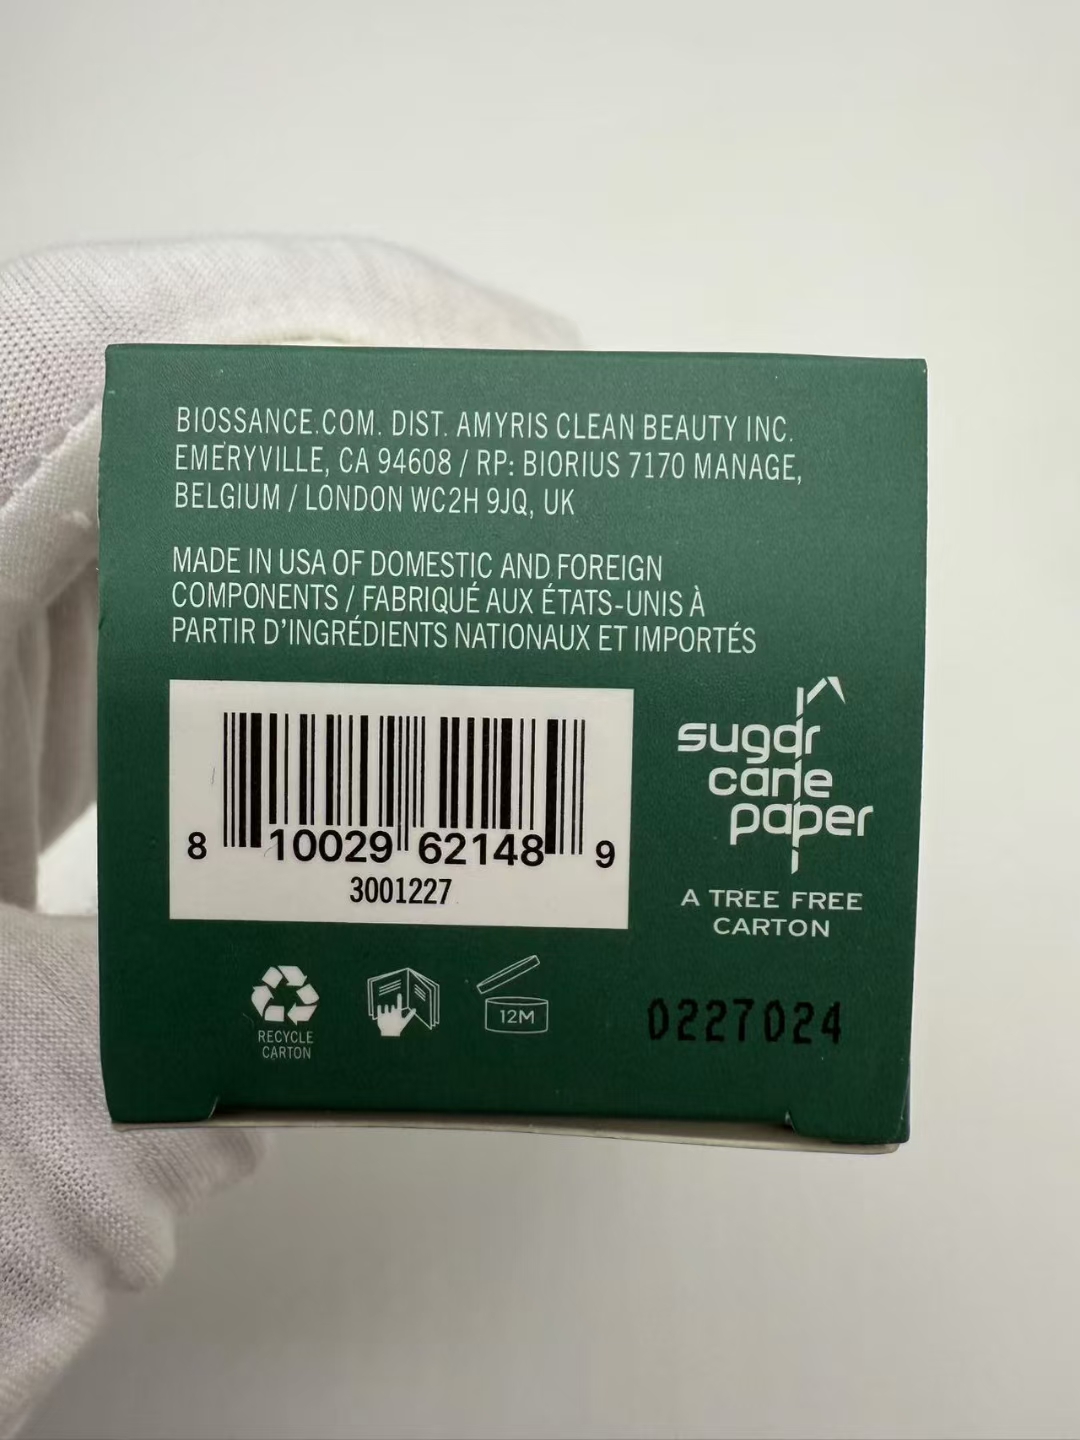 BIOSSANCE.COM. DIST. AMYRIS CLEAN BEAUTY INC.
EMERYVILLE, CA 94608 / RP: BIORIUS 7170 MANAGE,
BELGIUM / LONDON WC2H 9JQ, UK
MADE IN USA OF DOMESTIC AND FOREIGN
COMPONENTS / FABRIQUÉ AUX ÉTATS-UNIS À
PARTIR D'INGRÉDIENTS NATIONAUX ET IMPORTÉS
8 10029 62148 9
3001227
sugar
cane
paper
A TREE FREE
CARTON
RECYCLE
CARTON
12M
0227024